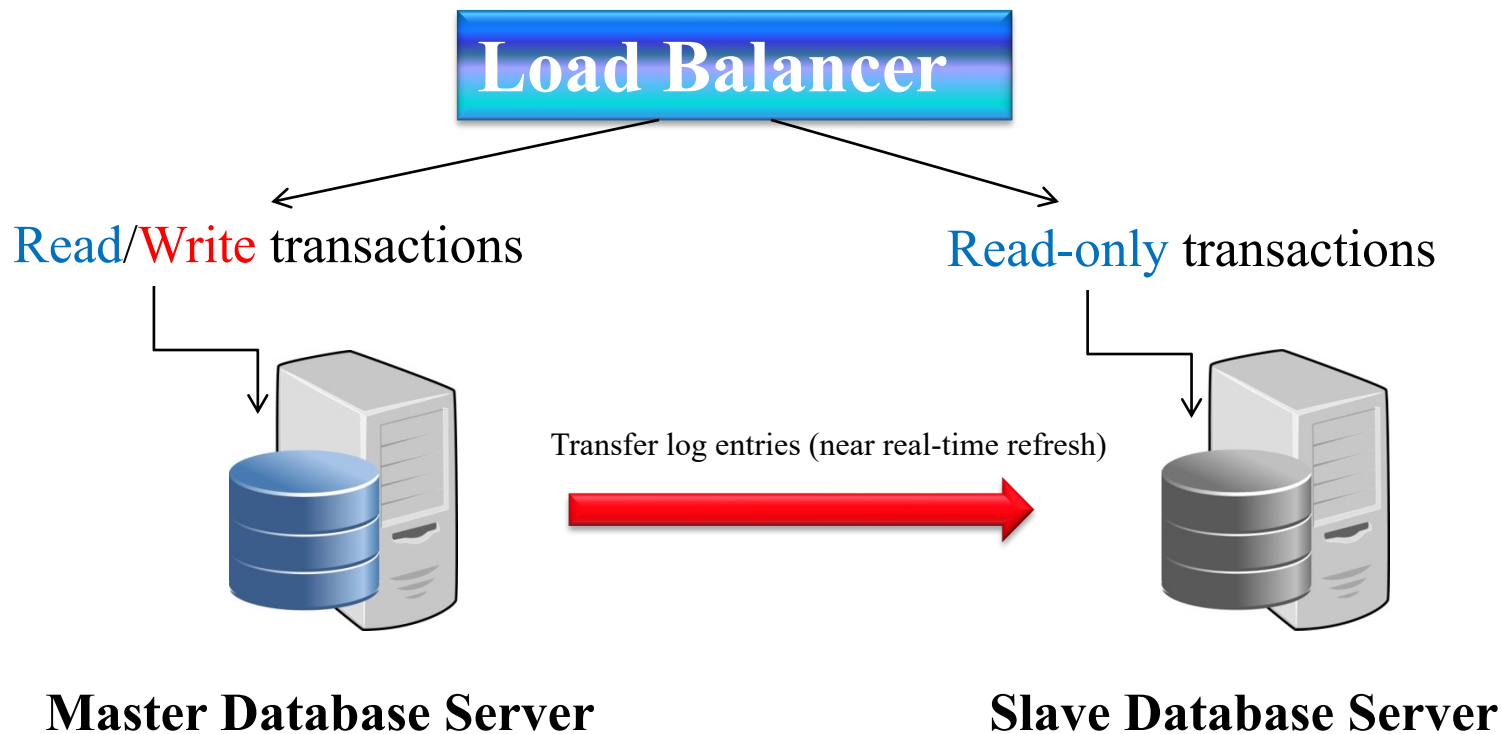 Load Balancer
Read/Write transactions
Read-only transactions
Transfer log entries (near real-time refresh)
Master Database Server
Slave Database Server